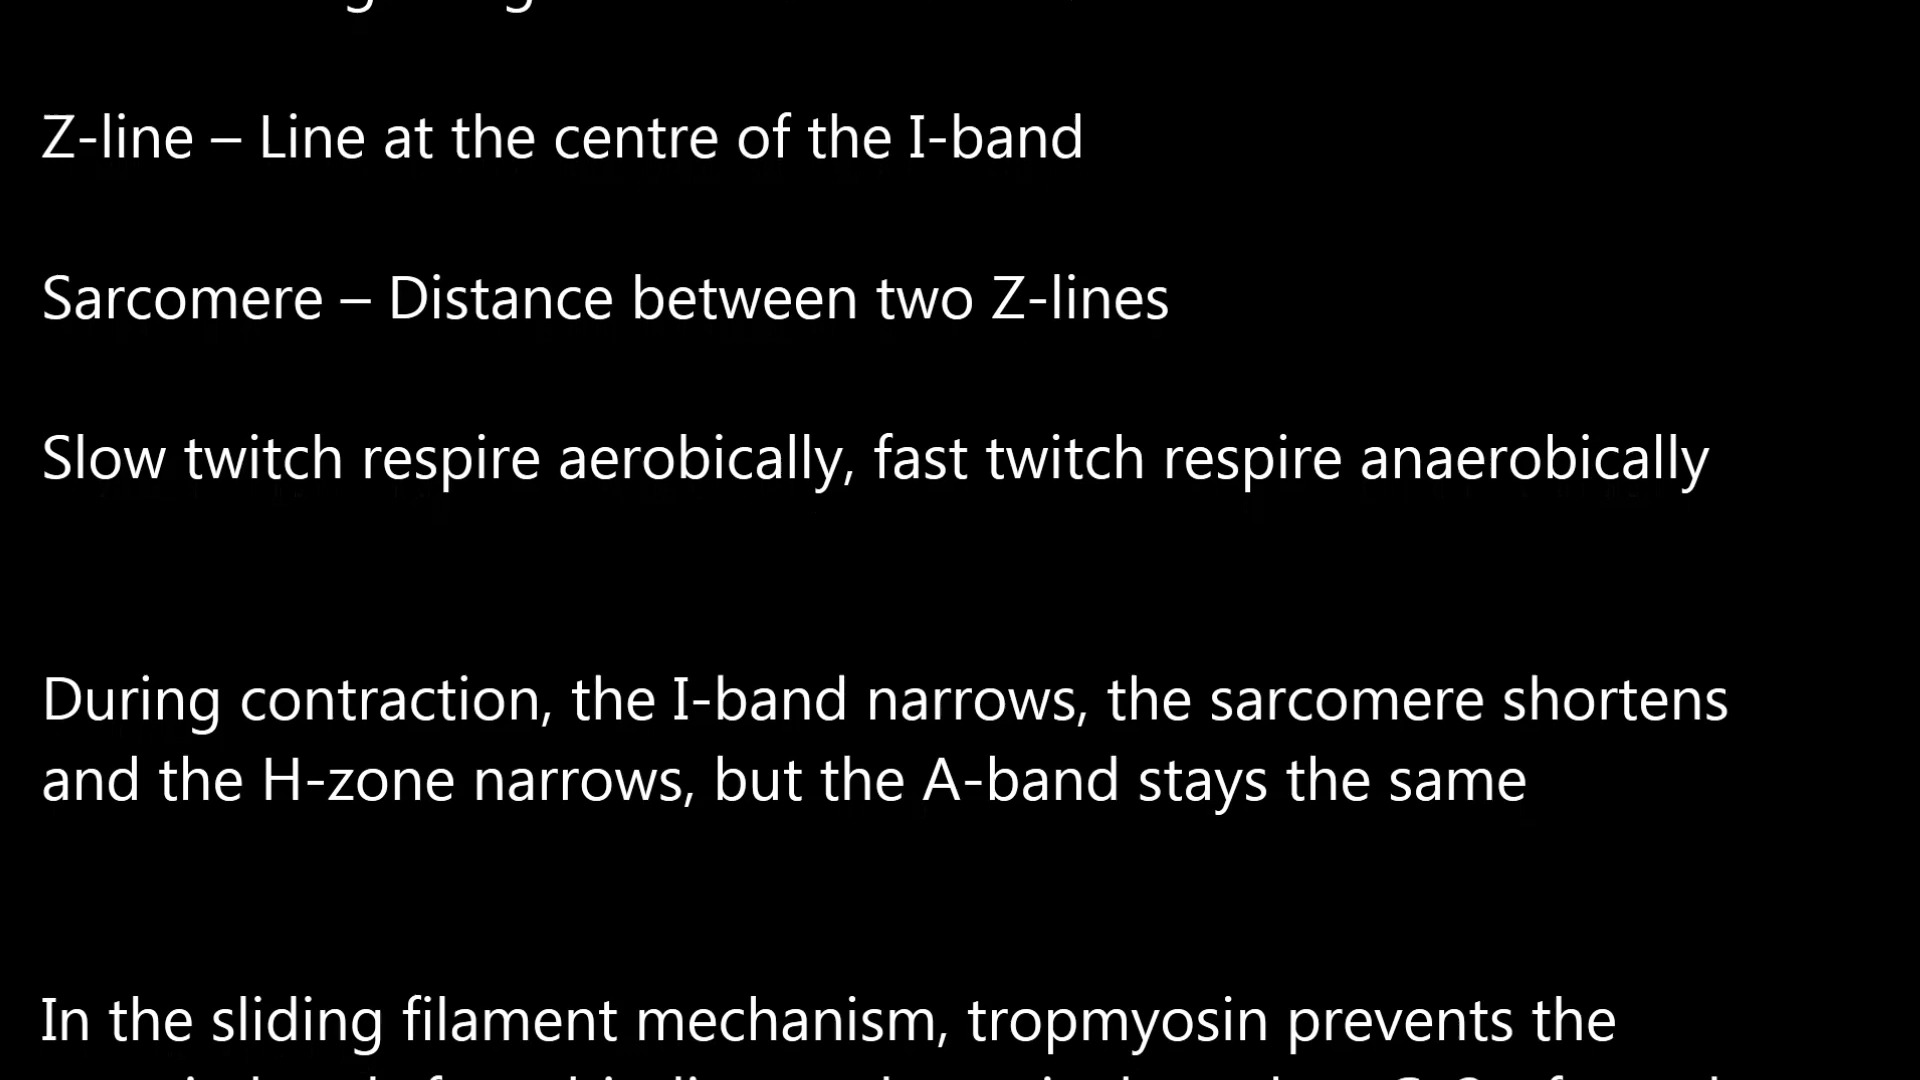 Z-line – Line at the centre of the I-band
Sarcomere – Distance between two Z-lines
Slow twitch respire aerobically, fast twitch respire anaerobically
During contraction, the I-band narrows, the sarcomere shortens
and the H-zone narrows, but the A-band stays the same
In the sliding filament mechanism, tropmyosin prevents the